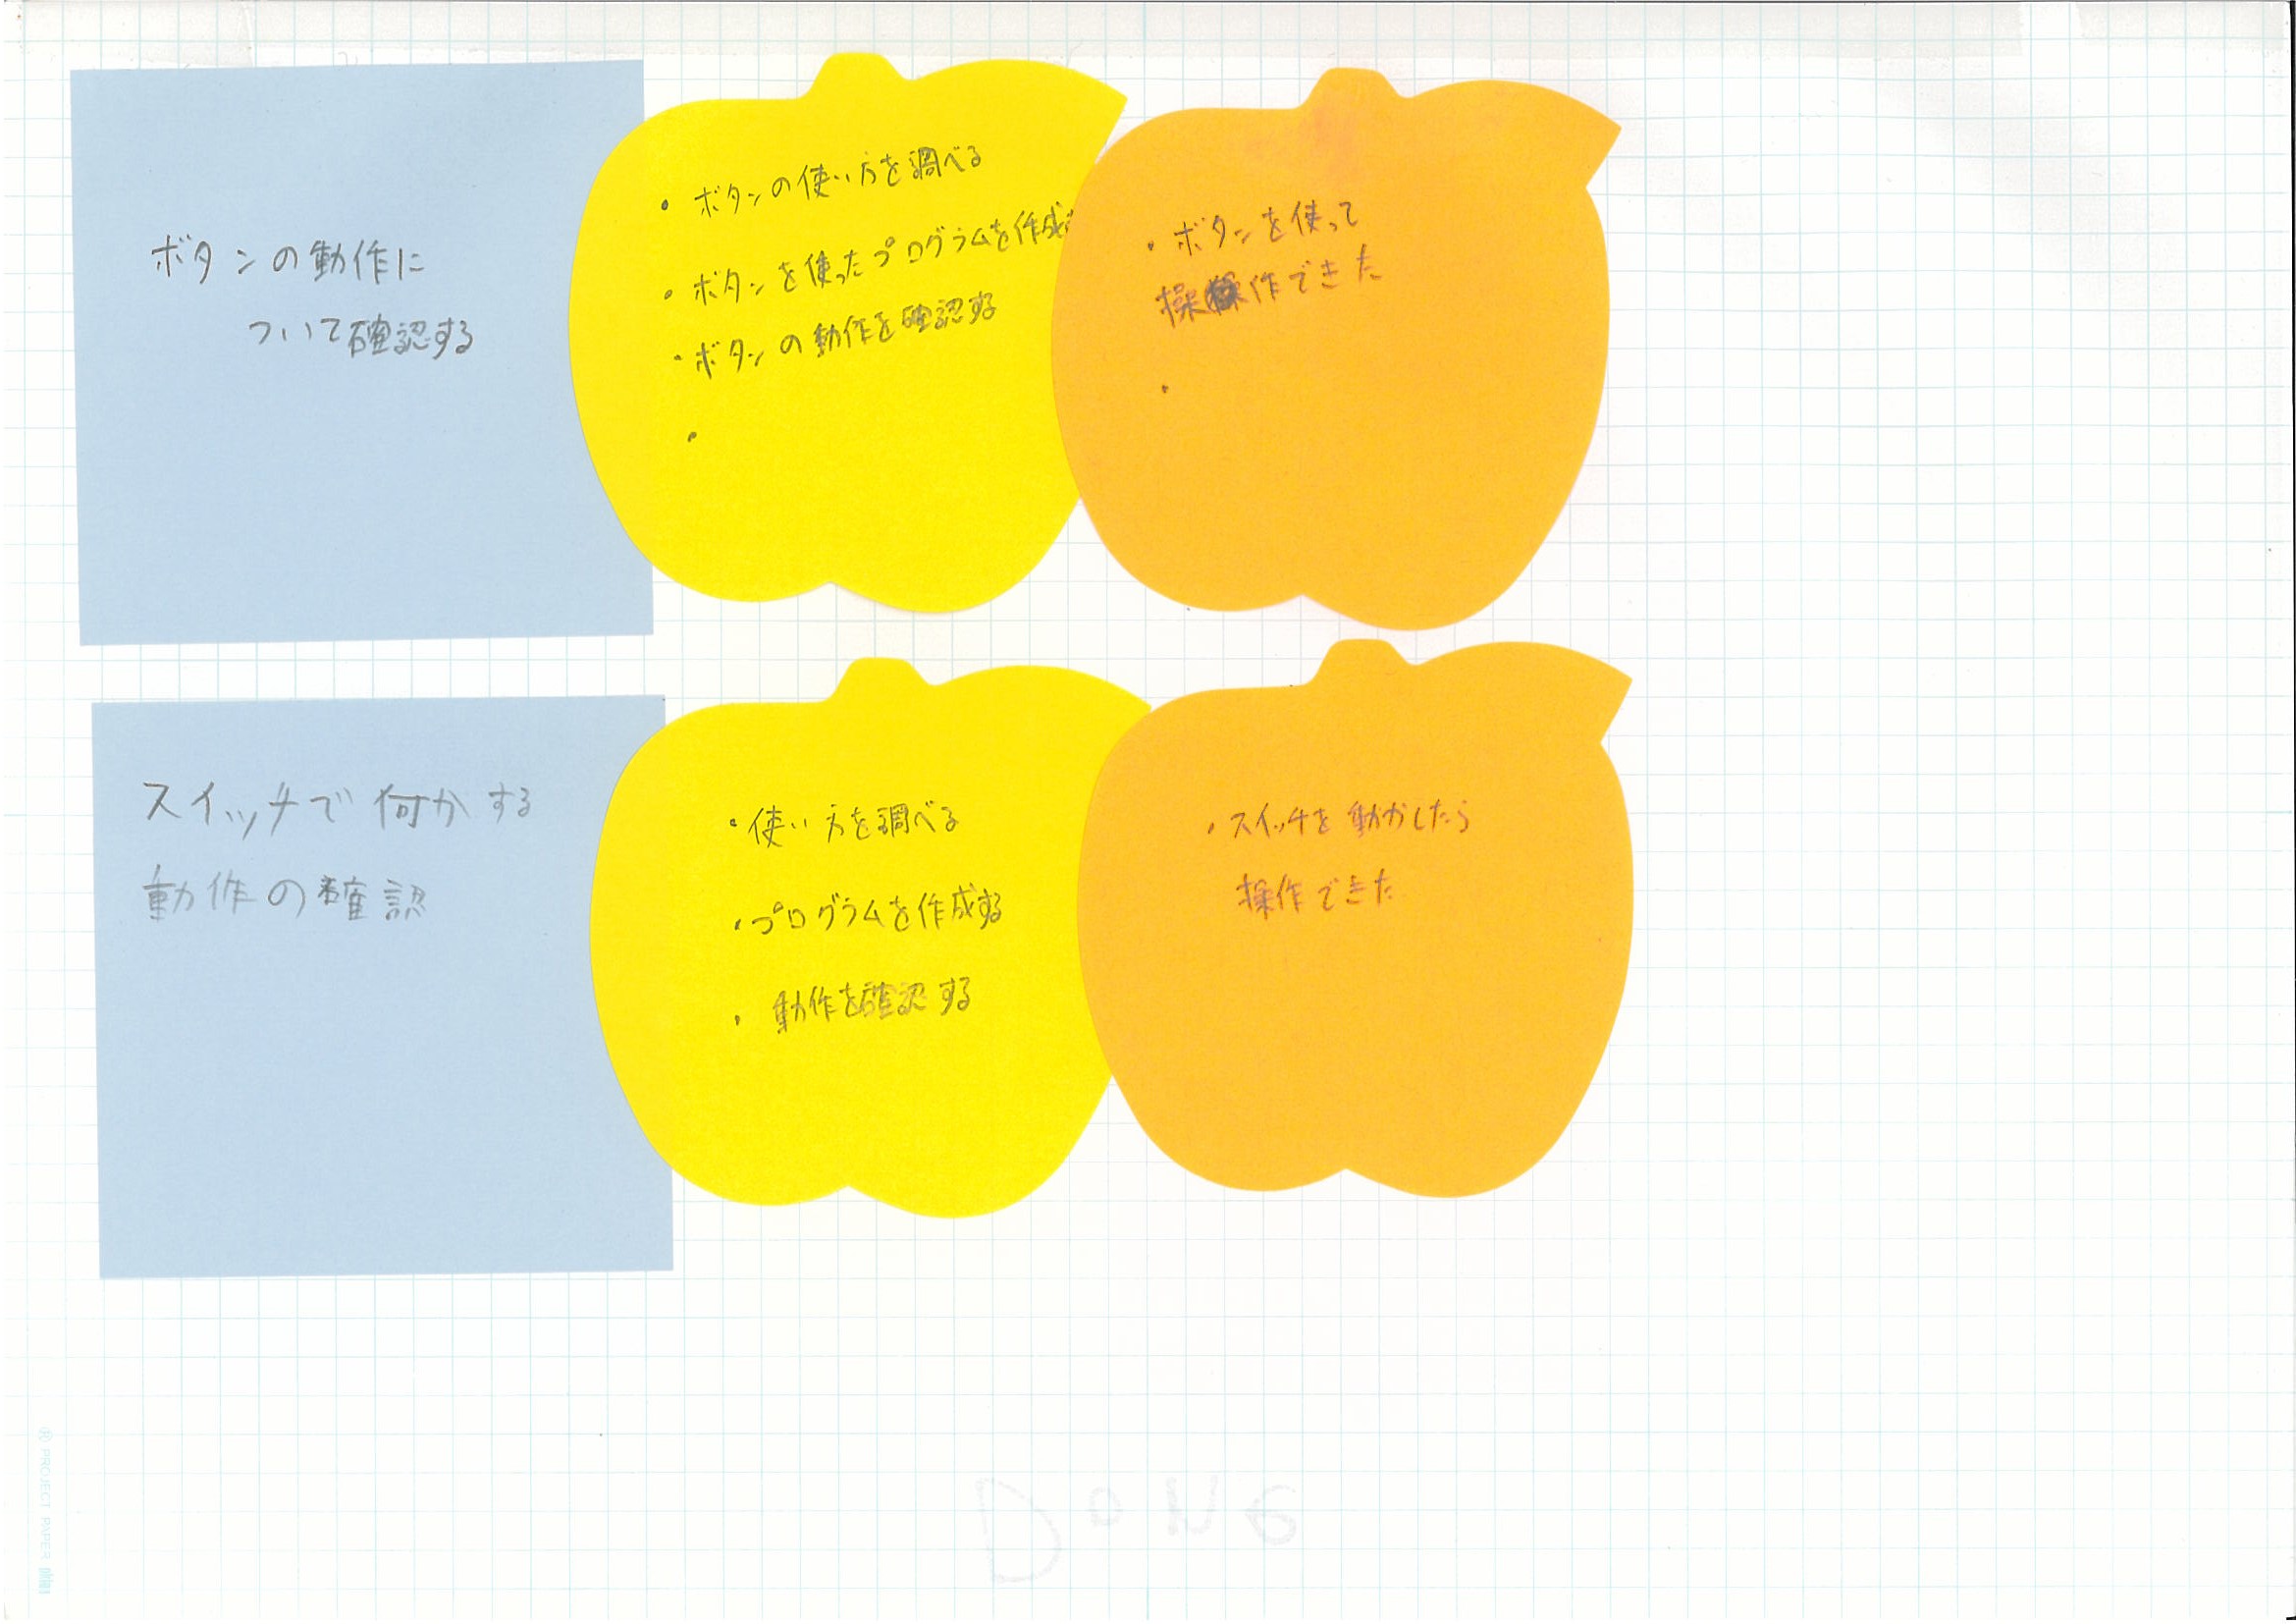 ボタンの動作に
ついて確認する
・ボタンの使い方を調べる
・ボタンを使ったプログラムを作成
・ボタンの動作を確認する
・
・ボタンを使って
操作できた
・
スイッチで何かする
動作の確認
・使い方を調べる
・プログラムを作成する
・動作を確認する
・スイッチを動かしたら
操作できた
PROJECT PAPER